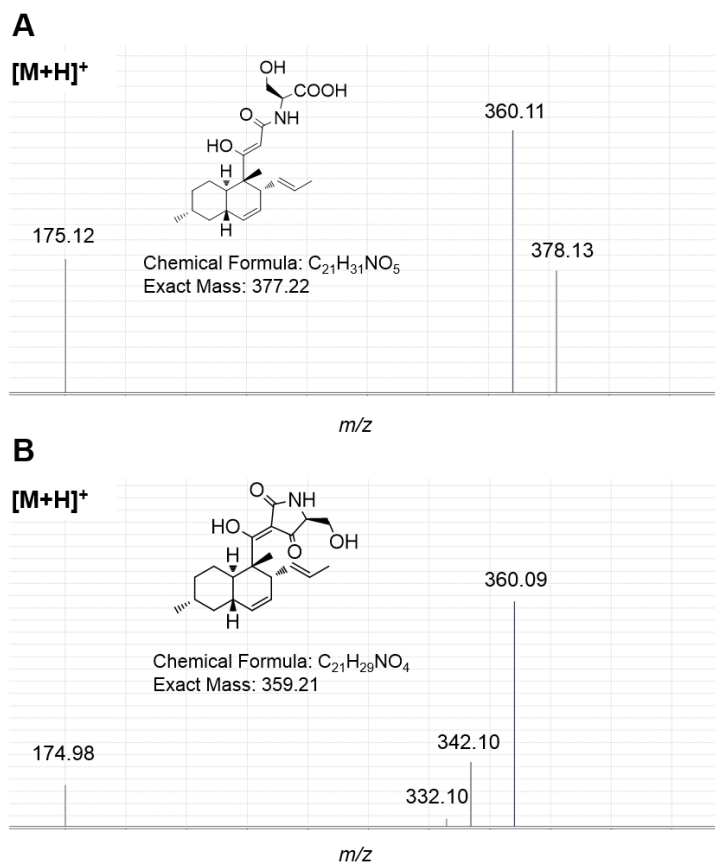 A
[M+H]+
OH
COOH
O
NH
HO
H
H
360.11
175.12
378.13
Chemical Formula: C21H31NO5
Exact Mass: 377.22
m/z
B
[M+H]+
O
NH
HO
O
OH
H
H
360.09
Chemical Formula: C21H29NO4
Exact Mass: 359.21
174.98
342.10
332.10
m/z